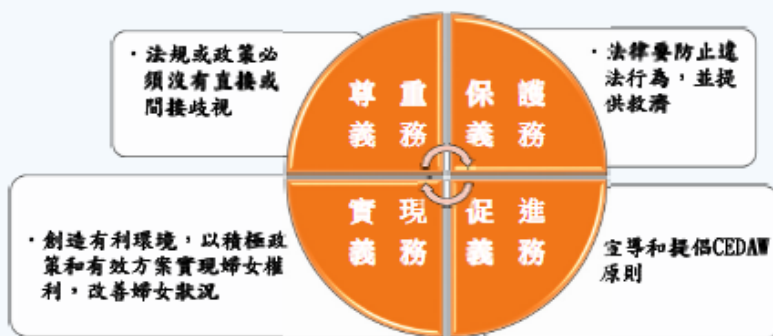 · 法規或政策必
須沒有直接或
間接歧視
尊重
義務
保護
義務
· 法律要防止違
法行為，並提
供救濟
· 創造有利環境，以積極政
策和有效方案實現婦女權
利，改善婦女狀況
實現
義務
促進
義務
宣導和提倡CEDAW
原則